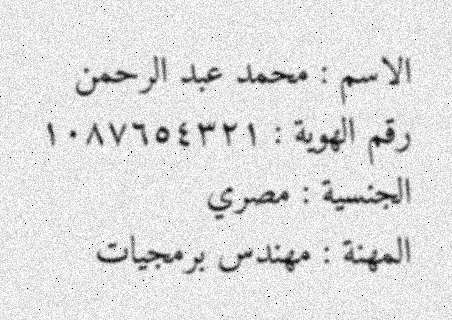 الاسم : محمد عبد الرحمن
رقم الهوية : ١٠٨٧٦٥٤٣٢١
الجنسية : مصري
المهنة : مهندس برمجيات